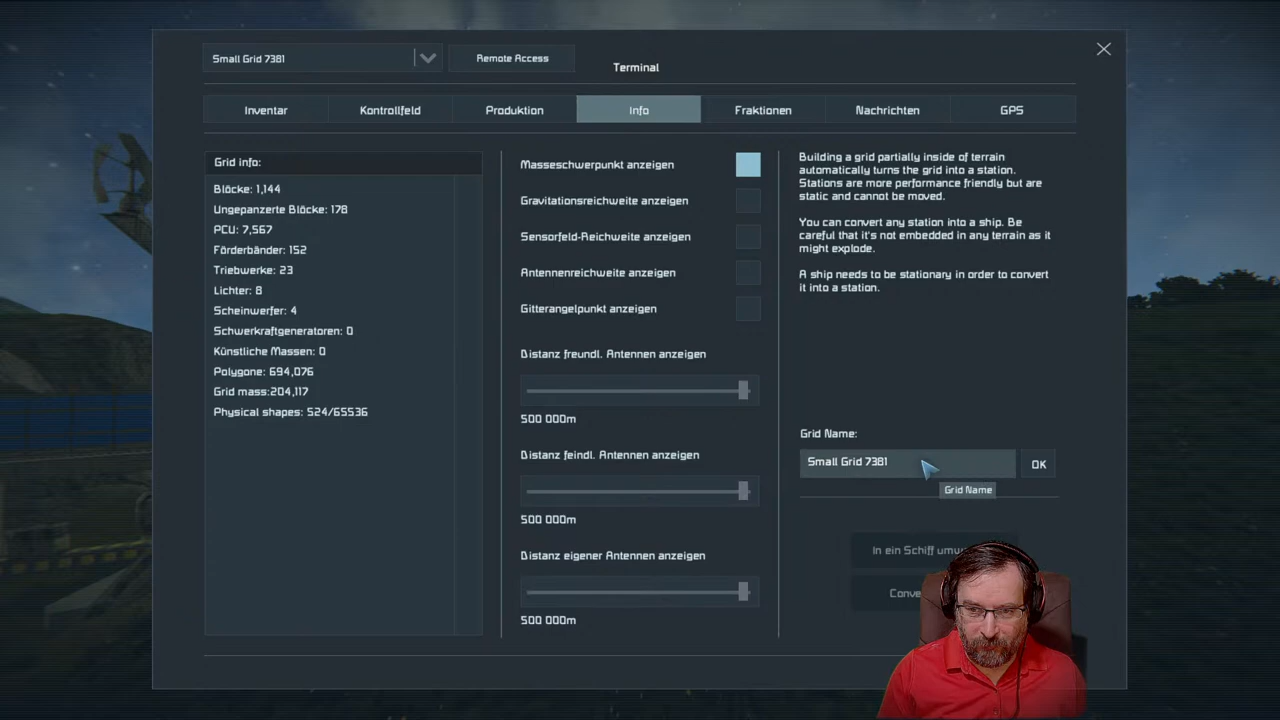 Small Grid 7381
Remote Access
Terminal
Inventar
Kontrollfeld
Produktion
Info
Fraktionen
Nachrichten
GPS
Grid info:
Blöcke: 1,144
Ungepanzerte Blöcke: 178
PCU: 7,567
Förderbänder: 152
Triebwerke: 23
Lichter: 8
Scheinwerfer: 4
Schwerkraftgeneratoren: 0
Künstliche Massen: 0
Polygone: 694,076
Grid mass:204,117
Physical shapes: 524/65536
Masseschwerpunkt anzeigen
Gravitationsreichweite anzeigen
Sensorfeld-Reichweite anzeigen
Antennenreichweite anzeigen
Gitterangelpunkt anzeigen
Distanz freundl. Antennen anzeigen
500 000m
Distanz feindl. Antennen anzeigen
500 000m
Distanz eigener Antennen anzeigen
500 000m
Building a grid partially inside of terrain
automatically turns the grid into a station.
Stations are more performance friendly but are
static and cannot be moved.
You can convert any station into a ship. Be
careful that it's not embedded in any terrain as it
might explode.
A ship needs to be stationary in order to convert
it into a station.
Grid Name:
Small Grid 7381
OK
Grid Name
In ein Schiff